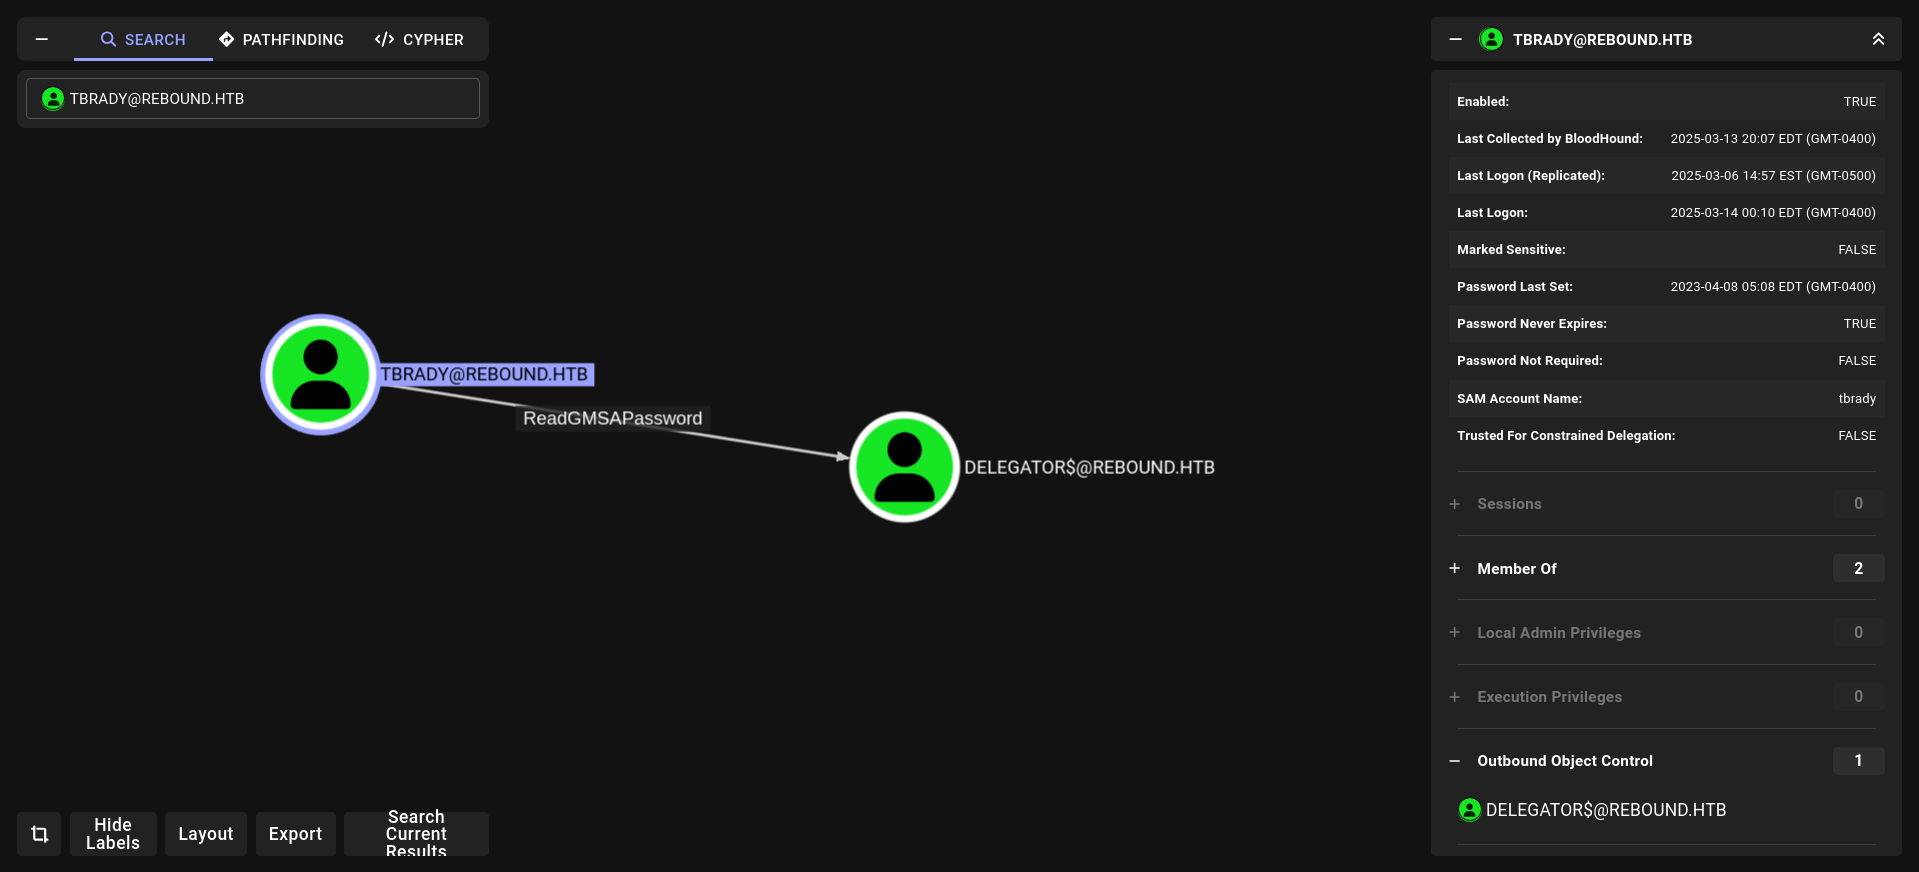 SEARCH
PATHFINDING
CYPHER
TBRADY@REBOUND.HTB
TBRADY@REBOUND.HTB
ReadGMSAPassword
DELEGATOR$@REBOUND.HTB
Hide
Labels
Layout
Export
Search
Current
Results
TBRADY@REBOUND.HTB
Enabled: TRUE
Last Collected by BloodHound: 2025-03-13 20:07 EDT (GMT-0400)
Last Logon (Replicated): 2025-03-06 14:57 EST (GMT-0500)
Last Logon: 2025-03-14 00:10 EDT (GMT-0400)
Marked Sensitive: FALSE
Password Last Set: 2023-04-08 05:08 EDT (GMT-0400)
Password Never Expires: TRUE
Password Not Required: FALSE
SAM Account Name: tbrady
Trusted For Constrained Delegation: FALSE
Sessions 0
Member Of 2
Local Admin Privileges 0
Execution Privileges 0
Outbound Object Control 1
DELEGATOR$@REBOUND.HTB